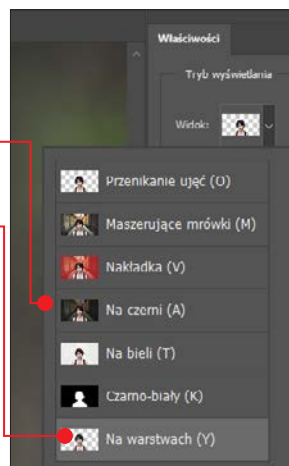 Właściwości
Tryb wyświetlania
Widok:
Przenikanie ujęć (O)
Maszerujące mrówki (M)
Nakładka (V)
Na czerni (A)
Na bieli (T)
Czarno-biały (K)
Na warstwach (Y)